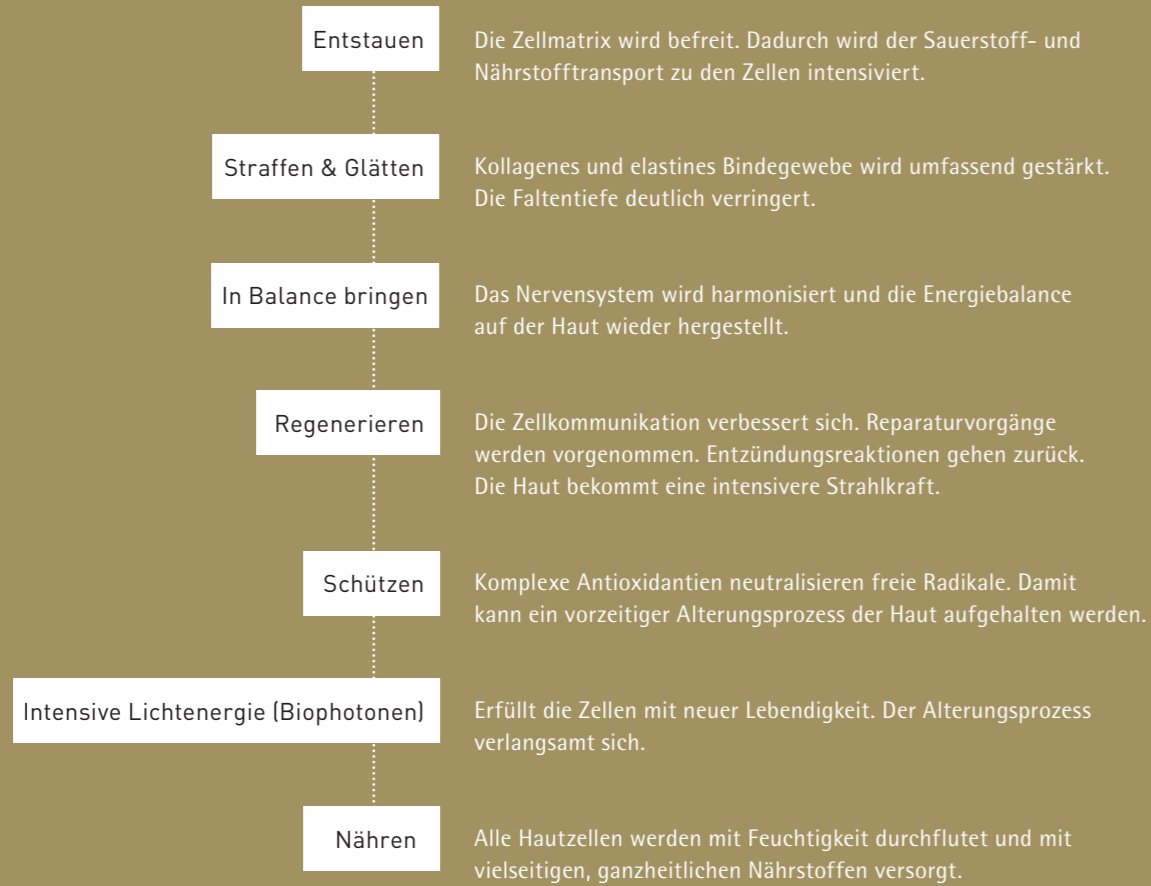 Entstauen
Die Zellmatrix wird befreit. Dadurch wird der Sauerstoff- und
Nährstofftransport zu den Zellen intensiviert.
Straffen & Glätten
Kollagenes und elastines Bindegewebe wird umfassend gestärkt.
Die Faltentiefe deutlich verringert.
In Balance bringen
Das Nervensystem wird harmonisiert und die Energiebalance
auf der Haut wieder hergestellt.
Regenerieren
Die Zellkommunikation verbessert sich. Reparaturvorgänge
werden vorgenommen. Entzündungsreaktionen gehen zurück.
Die Haut bekommt eine intensivere Strahlkraft.
Schützen
Komplexe Antioxidantien neutralisieren freie Radikale. Damit
kann ein vorzeitiger Alterungsprozess der Haut aufgehalten werden.
Intensive Lichtenergie (Biophotonen)
Erfüllt die Zellen mit neuer Lebendigkeit. Der Alterungsprozess
verlangsamt sich.
Nähren
Alle Hautzellen werden mit Feuchtigkeit durchflutet und mit
vielseitigen, ganzheitlichen Nährstoffen versorgt.